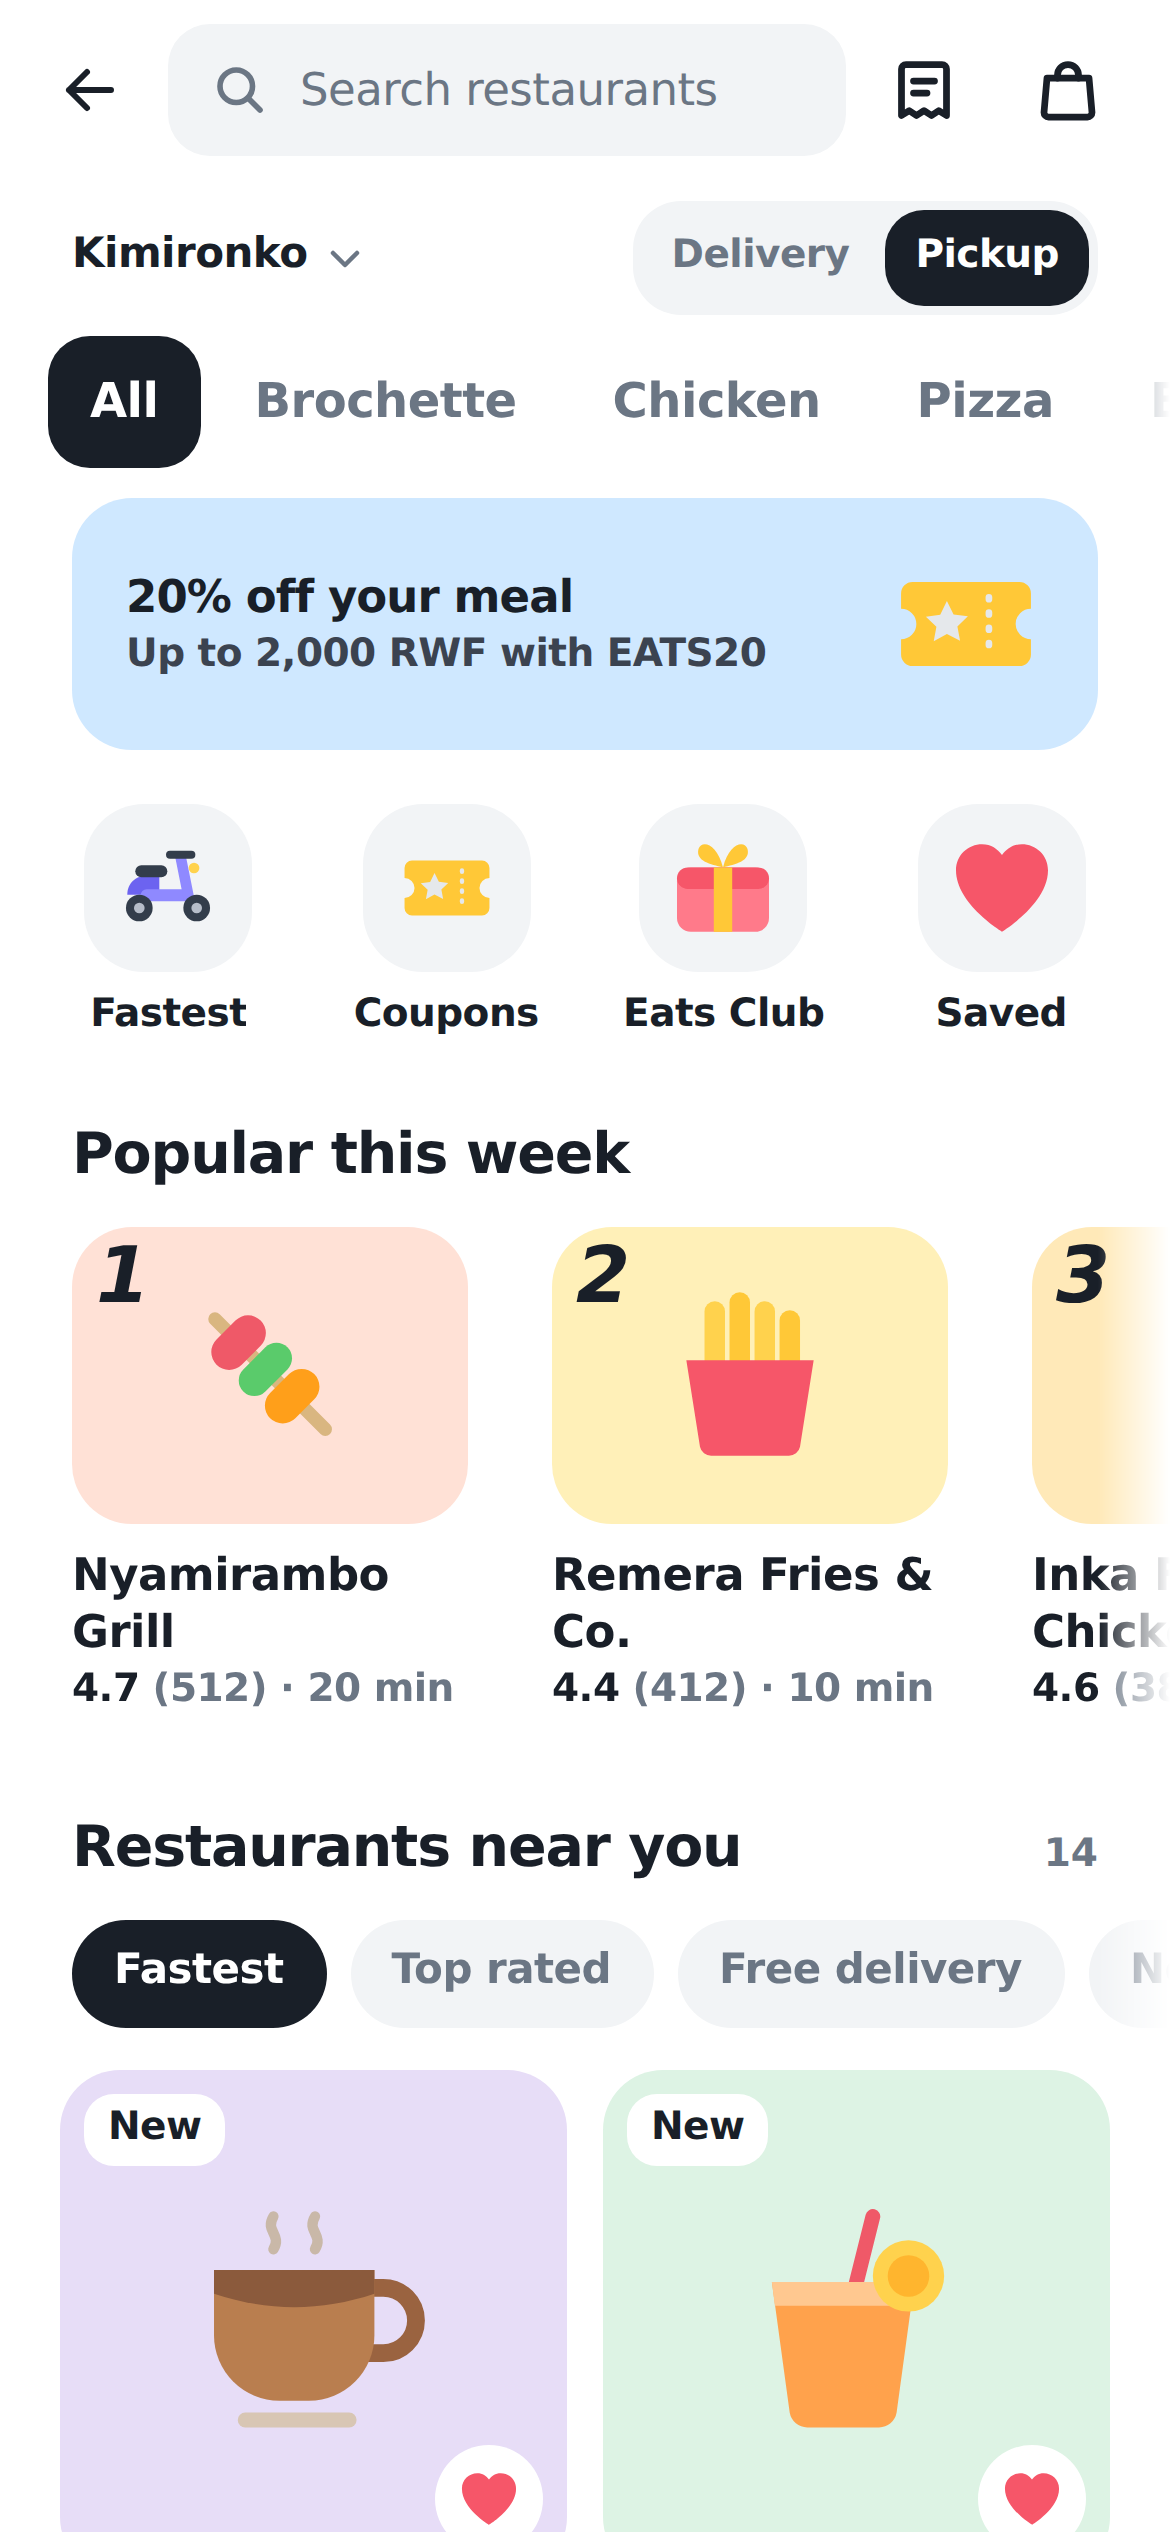 Search restaurants
Kimironko
Delivery Pickup
All Brochette Chicken Pizza
20% off your meal
Up to 2,000 RWF with EATS20
Fastest Coupons Eats Club Saved
Popular this week
1 2 3
Nyamirambo Remera Fries & Inka
Grill Co.
4.7 (512) · 20 min 4.4 (412) · 10 min 4.6
Restaurants near you 14
Fastest Top rated Free delivery
New New